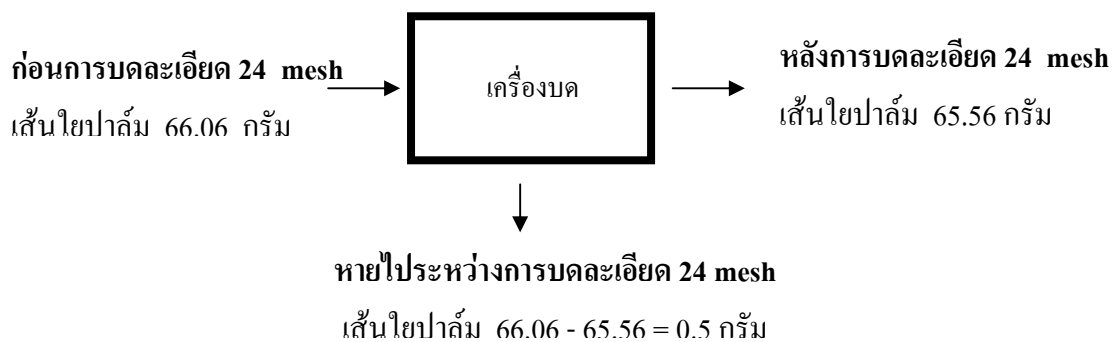 ก่อนการบดละเอียด 24 mesh
เส้นใยปาล์ม 66.06 กรัม
เครื่องบด
หลังการบดละเอียด 24 mesh
เส้นใยปาล์ม 65.56 กรัม
หายไประหว่างการบดละเอียด 24 mesh
เส้นใยปาล์ม 66.06 - 65.56 = 0.5 กรัม